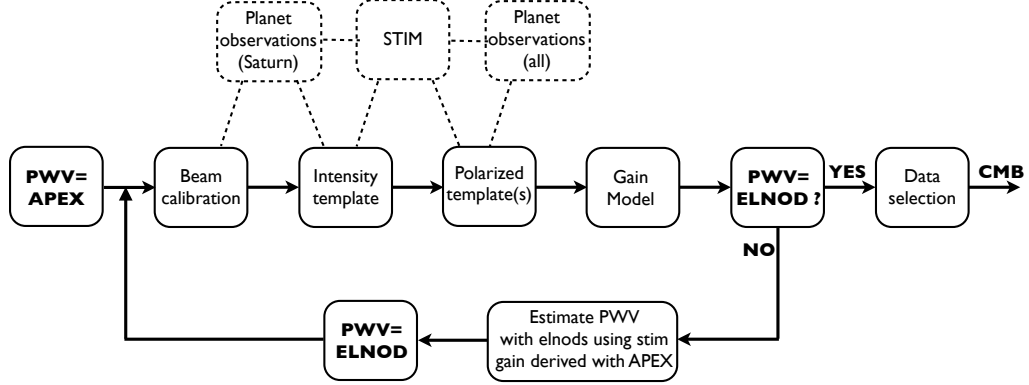 Planet
observations
(Saturn)
STIM
Planet
observations
(all)
PWV=
APEX
Beam
calibration
Intensity
template
Polarized
template(s)
Gain
Model
PWV=
ELNOD ?
YES
Data
selection
CMB
NO
PWV=
ELNOD
Estimate PWV
with elnods using stim
gain derived with APEX